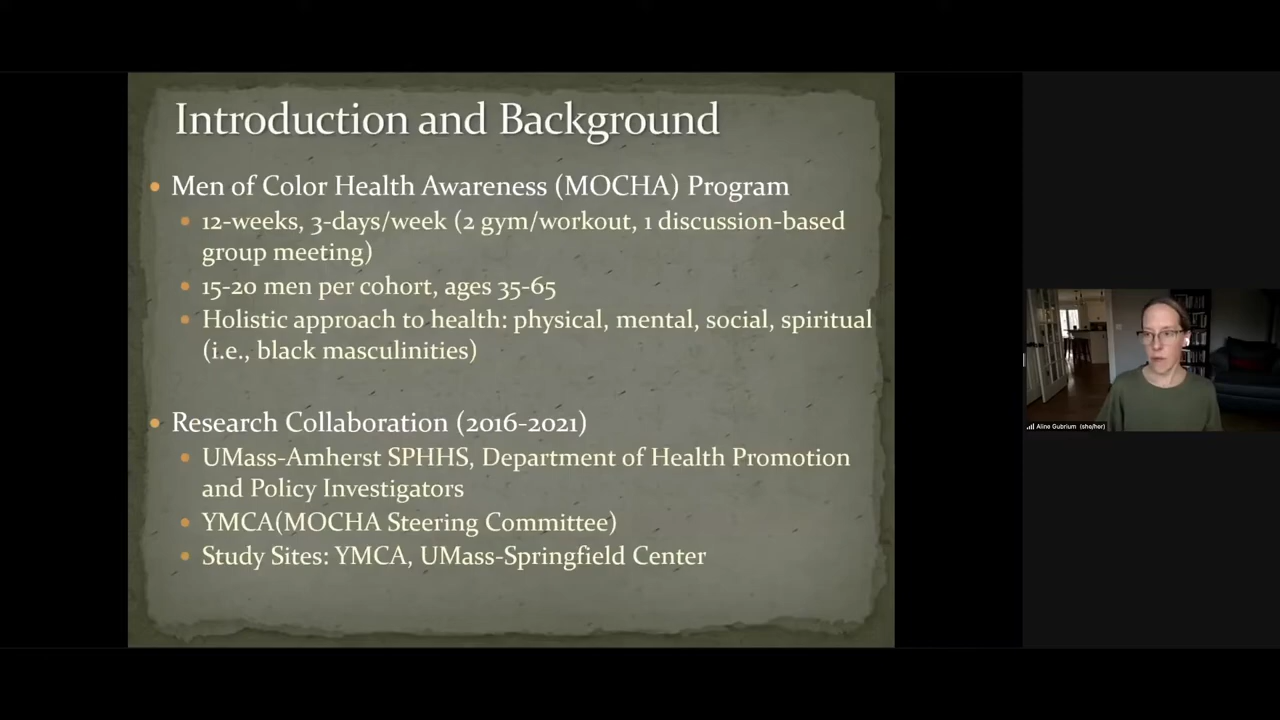 Introduction and Background
Men of Color Health Awareness (MOCHA) Program
12-weeks, 3-days/week (2 gym/workout, 1 discussion-based
group meeting)
15-20 men per cohort, ages 35-65
Holistic approach to health: physical, mental, social, spiritual
(i.e., black masculinities)
Research Collaboration (2016-2021)
UMass-Amherst SPHHS, Department of Health Promotion
and Policy Investigators
YMCA(MOCHA Steering Committee)
Study Sites: YMCA, UMass-Springfield Center
Aline Gubrium (she/her)